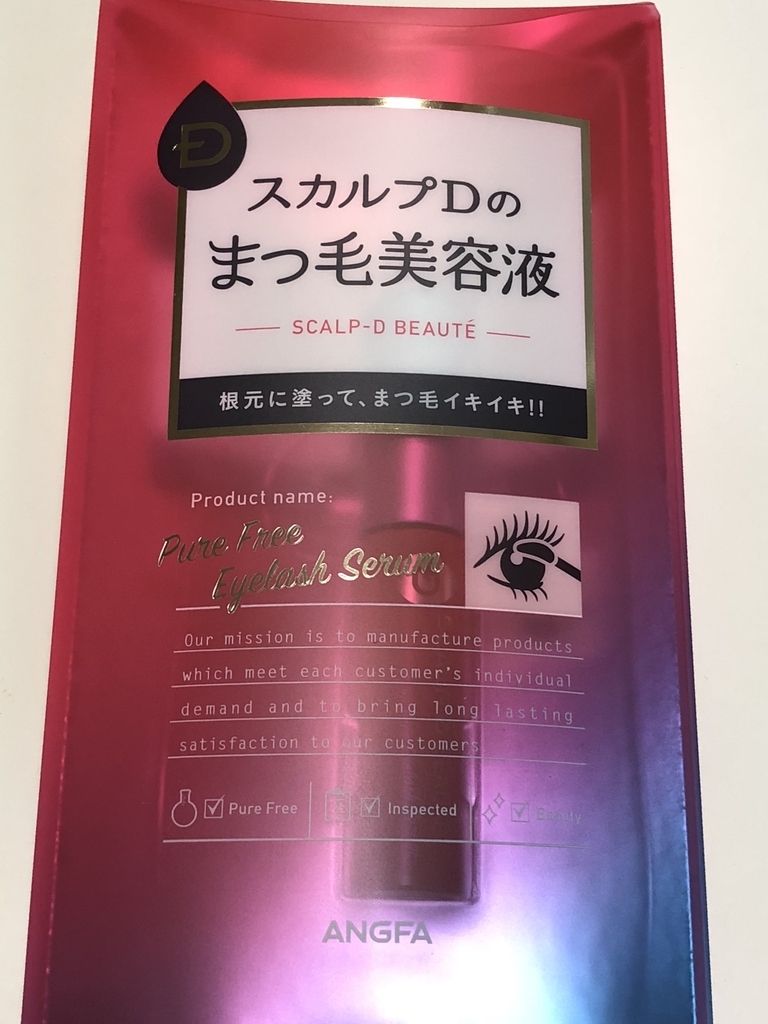 Đ
スカルプDの
まつ毛美容液
SCALP-D BEAUTÉ
根元に塗って、まつ毛イキイキ!!
Product name:
Pure Free
Eyelash Serum
Our mission is to manufacture products
which meet each customer's individual
demand and to bring long lasting
satisfaction to our customers
Pure Free Inspected Beauty
ANGFA